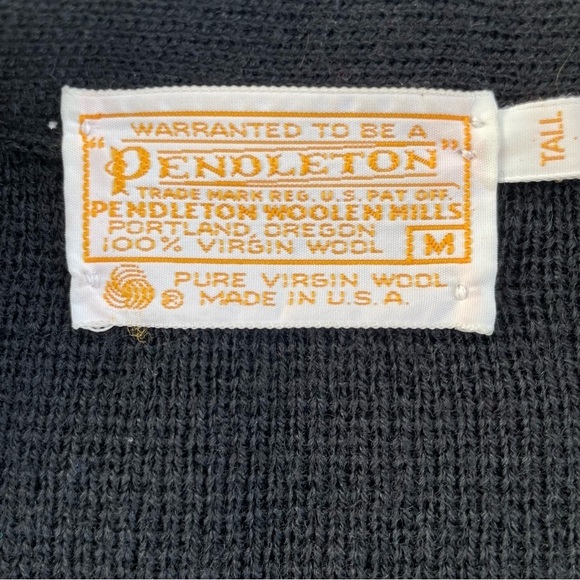 WARRANTED TO BE A
"PENDLETON"
TRADE MARK REG. U.S. PAT. OFF.
PENDLETON WOOLEN MILLS
PORTLAND, OREGON
100% VIRGIN WOOL M
PURE VIRGIN WOOL
® MADE IN U.S.A.
TALL